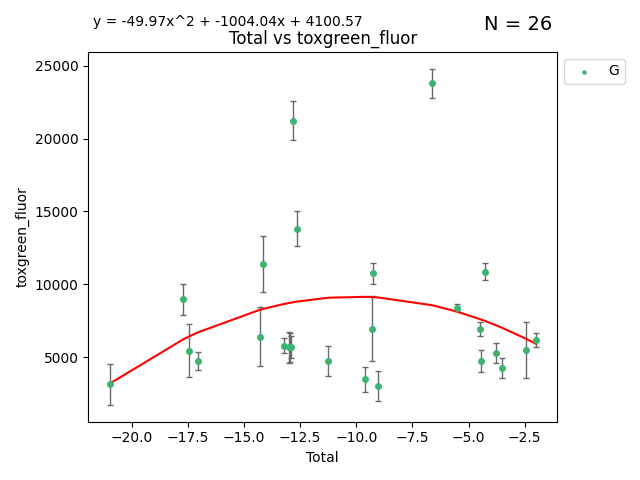 y = -49.97x^2 + -1004.04x + 4100.57
N = 26
Total vs toxgreen_fluor
G
25000
20000
15000
10000
5000
toxgreen_fluor
−20.0 −17.5 −15.0 −12.5 −10.0 −7.5 −5.0 −2.5
Total